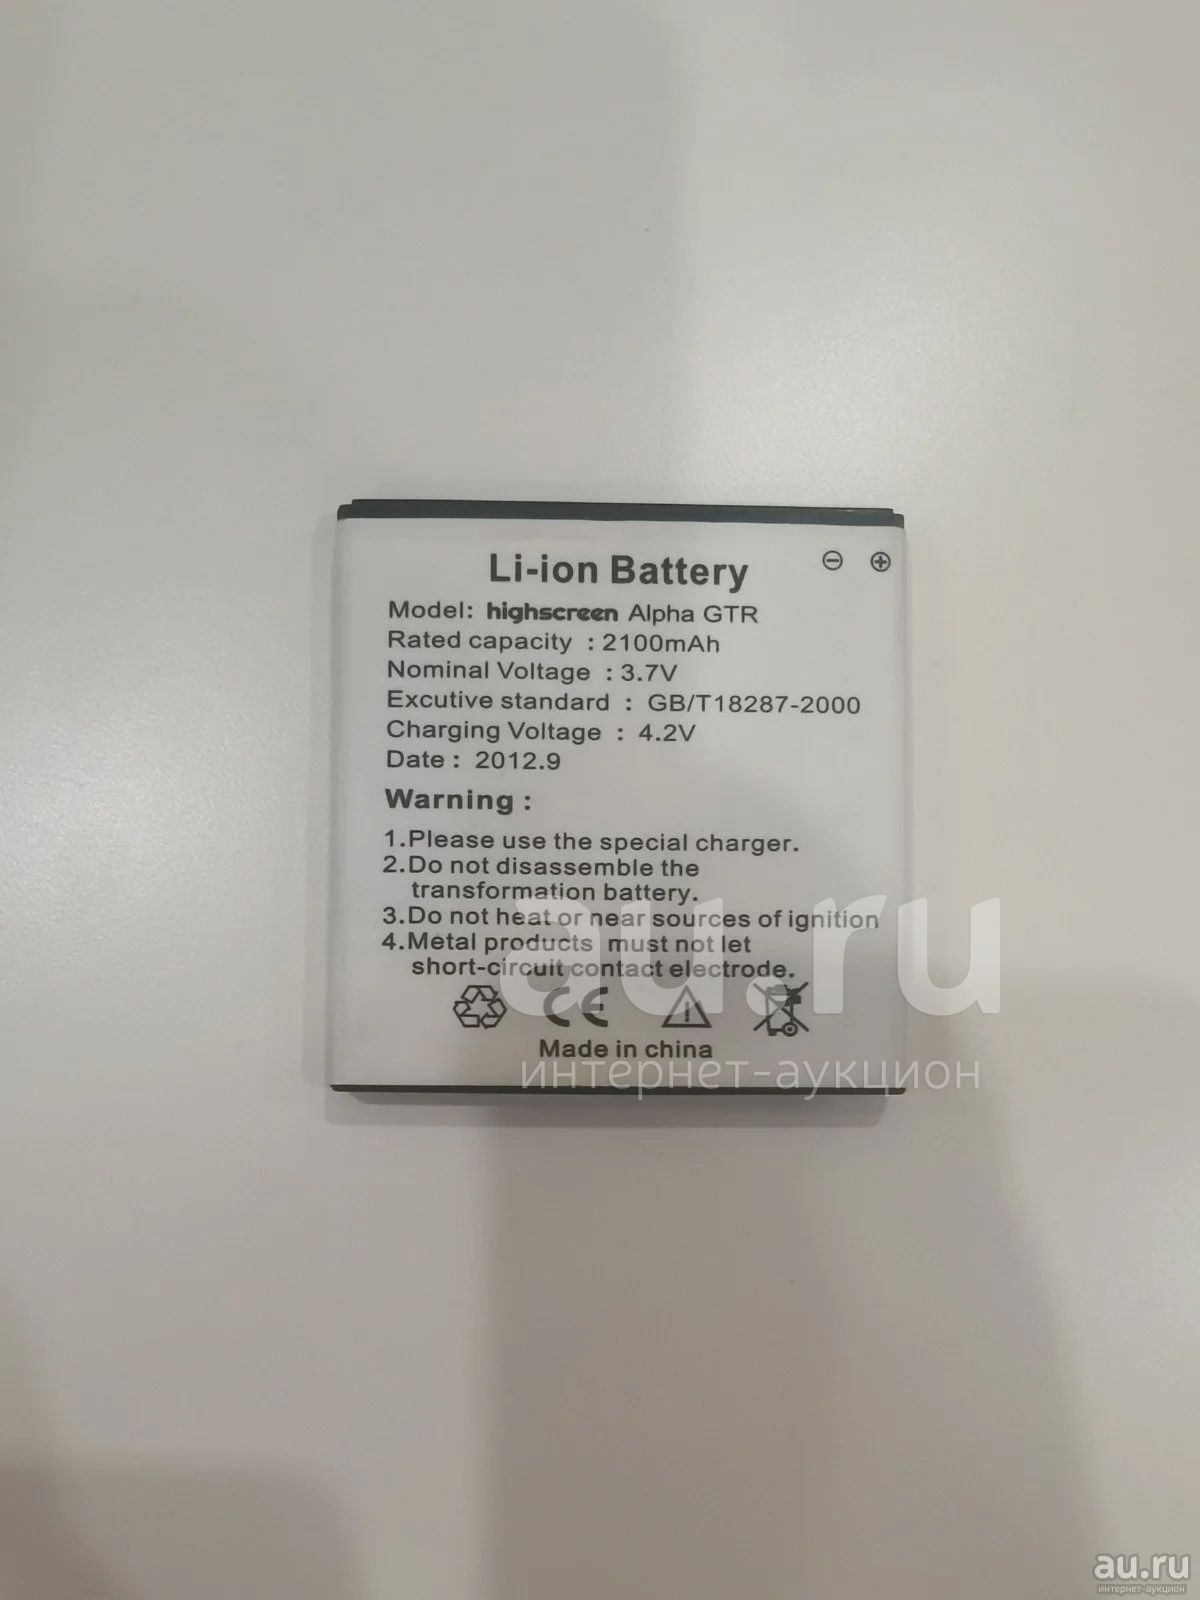 Li-ion Battery
Model: highscreen Alpha GTR
Rated capacity : 2100mAh
Nominal Voltage : 3.7V
Excutive standard : GB/T18287-2000
Charging Voltage : 4.2V
Date : 2012.9
Warning :
1.Please use the special charger.
2.Do not disassemble the
transformation battery.
3.Do not heat or near sources of ignition
4.Metal products must not let
short-circuit contact electrode.
CE
Made in china
au.ru
интернет-аукцион
au.ru
интернет-аукцион